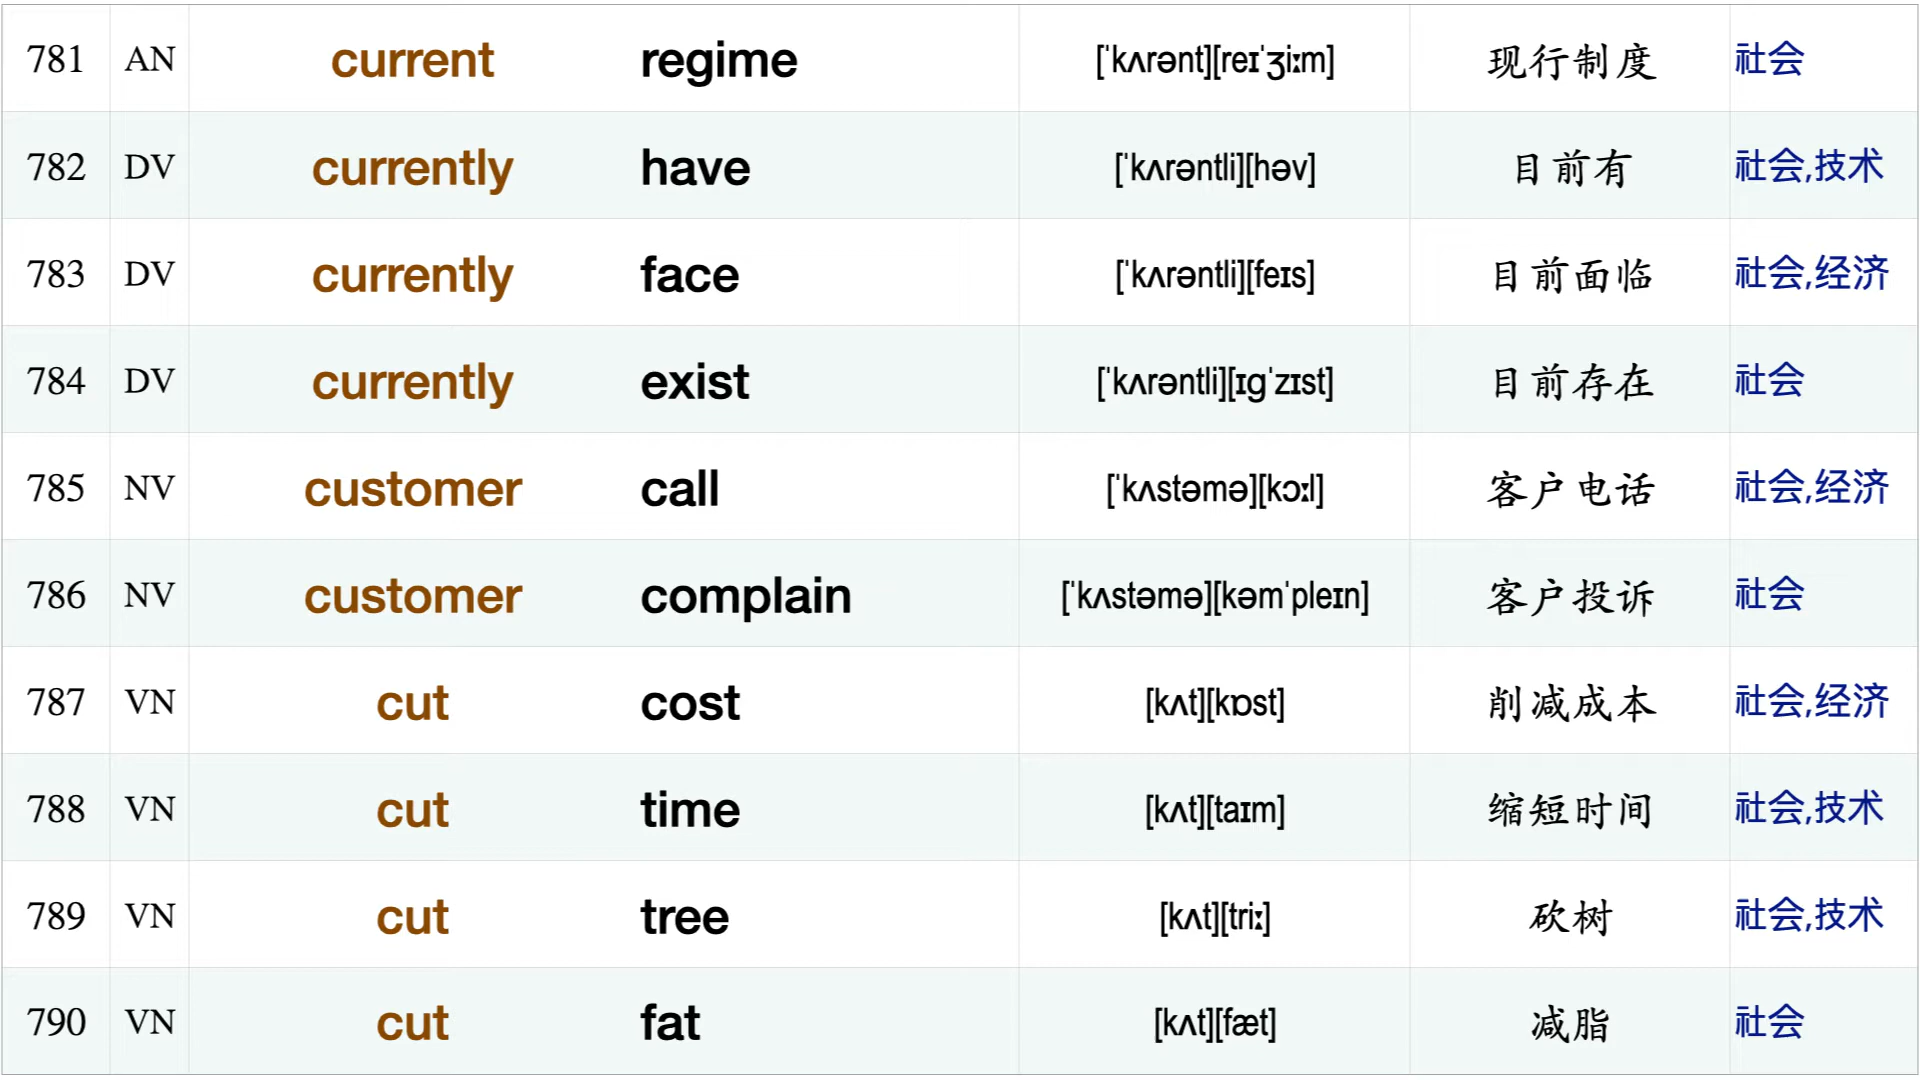 781 AN current regime [ˈkʌrənt][reɪˈʒiːm] 现行制度 社会
782 DV currently have [ˈkʌrəntli][həv] 目前有 社会,技术
783 DV currently face [ˈkʌrəntli][feɪs] 目前面临 社会,经济
784 DV currently exist [ˈkʌrəntli][ɪɡˈzɪst] 目前存在 社会
785 NV customer call [ˈkʌstəmə][kɔːl] 客户电话 社会,经济
786 NV customer complain [ˈkʌstəmə][kəmˈpleɪn] 客户投诉 社会
787 VN cut cost [kʌt][kɒst] 削减成本 社会,经济
788 VN cut time [kʌt][taɪm] 缩短时间 社会,技术
789 VN cut tree [kʌt][triː] 砍树 社会,技术
790 VN cut fat [kʌt][fæt] 减脂 社会